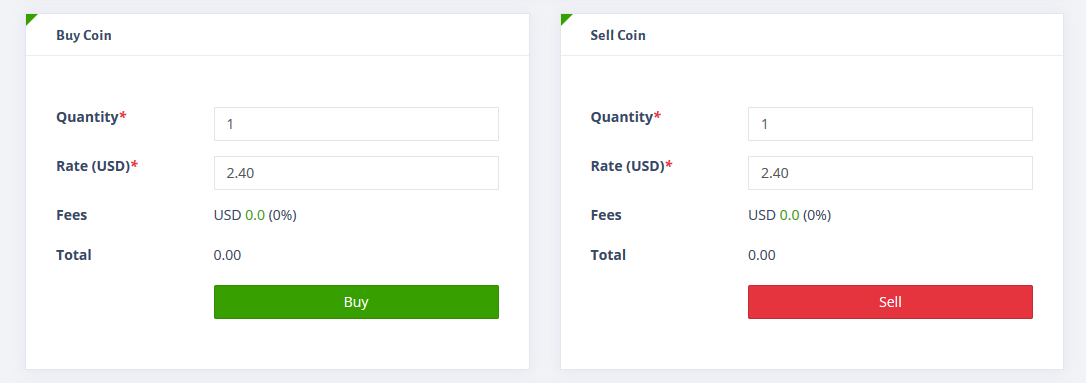 Buy Coin
Quantity*
1
Rate (USD)*
2.40
Fees
USD 0.0 (0%)
Total
0.00
Buy
Sell Coin
Quantity*
1
Rate (USD)*
2.40
Fees
USD 0.0 (0%)
Total
0.00
Sell